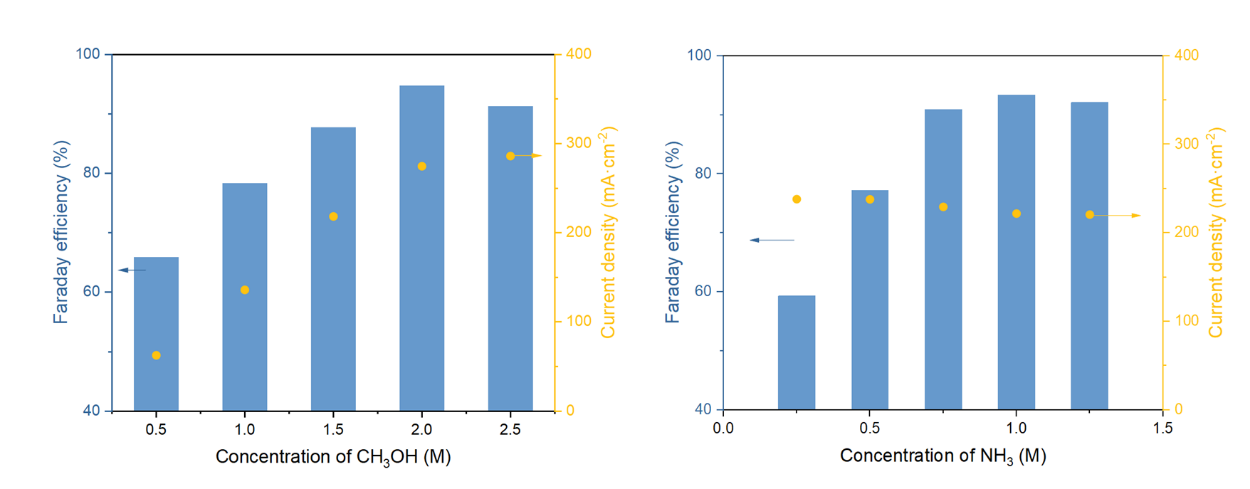 100
80
60
40
Faraday efficiency (%)
0.5 1.0 1.5 2.0 2.5
Concentration of CH₃OH (M)
400
300
200
100
0
Current density (mA·cm⁻²)
100
80
60
40
Faraday efficiency (%)
0.0 0.5 1.0 1.5
Concentration of NH₃ (M)
400
300
200
100
0
Current density (mA·cm⁻²)